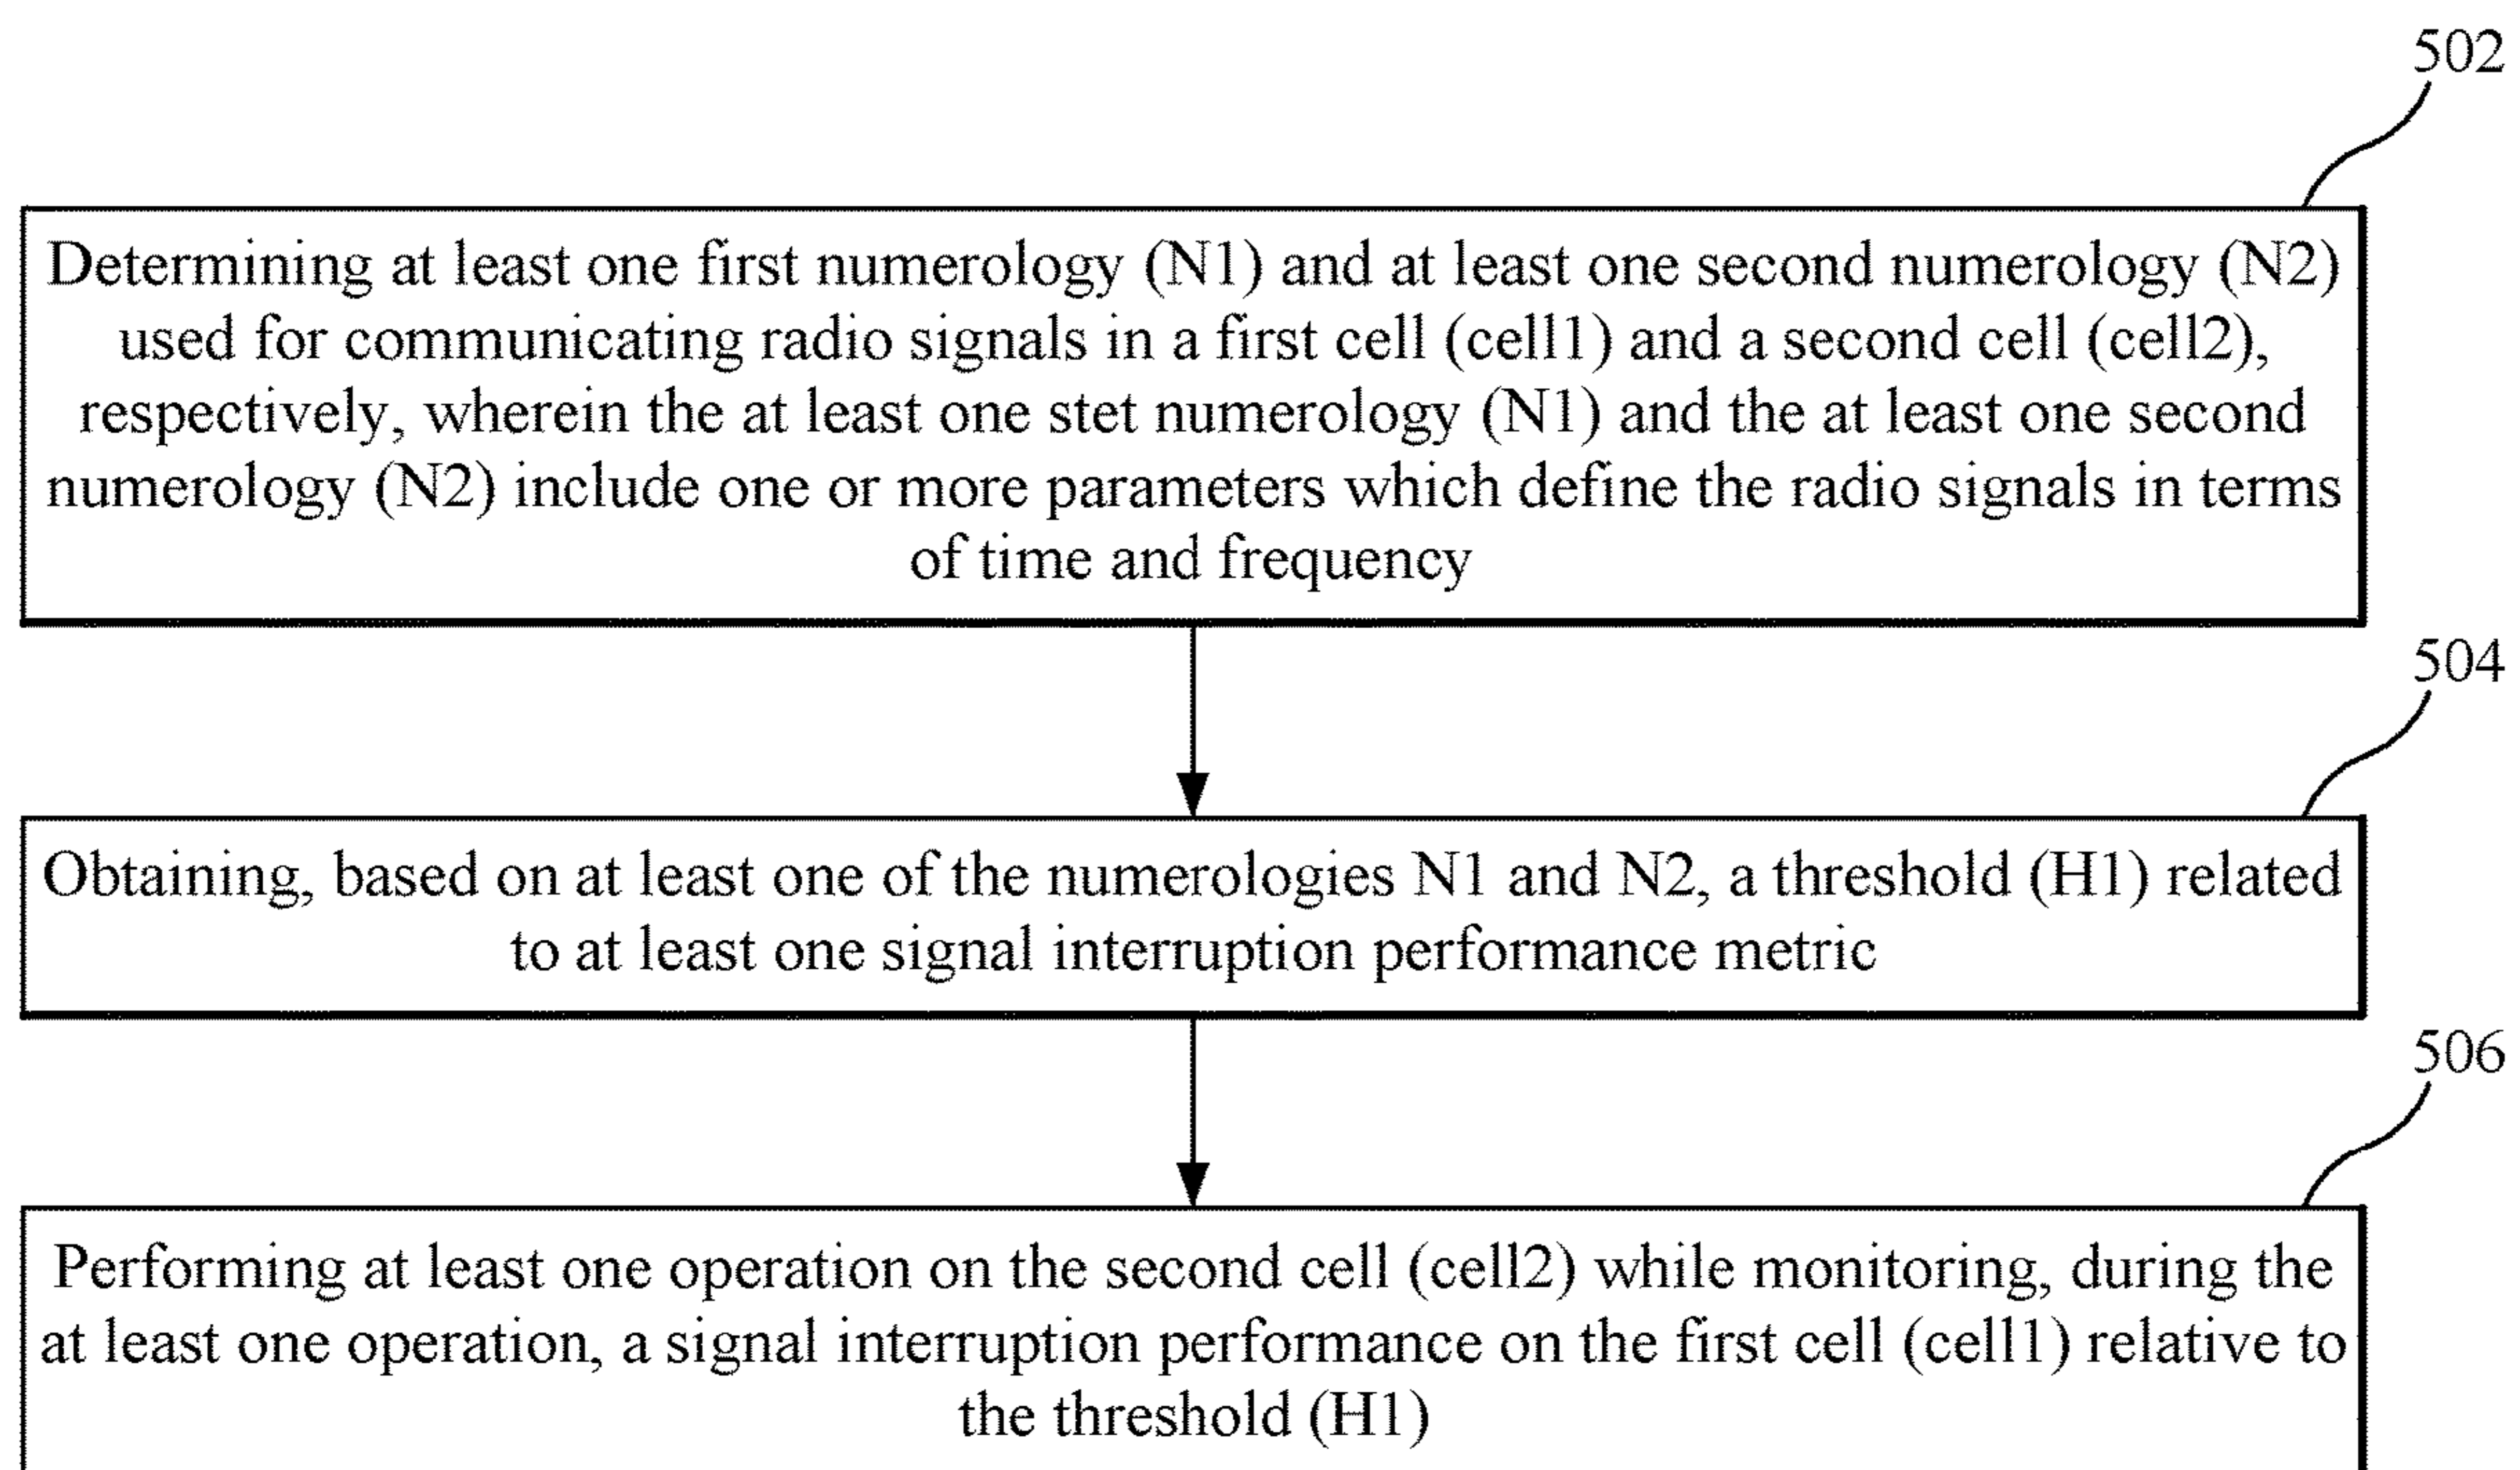 502
Determining at least one first numerology (N1) and at least one second numerology (N2)
used for communicating radio signals in a first cell (cell1) and a second cell (cell2),
respectively, wherein the at least one stet numerology (N1) and the at least one second
numerology (N2) include one or more parameters which define the radio signals in terms
of time and frequency
504
Obtaining, based on at least one of the numerologies N1 and N2, a threshold (H1) related
to at least one signal interruption performance metric
506
Performing at least one operation on the second cell (cell2) while monitoring, during the
at least one operation, a signal interruption performance on the first cell (cell1) relative to
the threshold (H1)